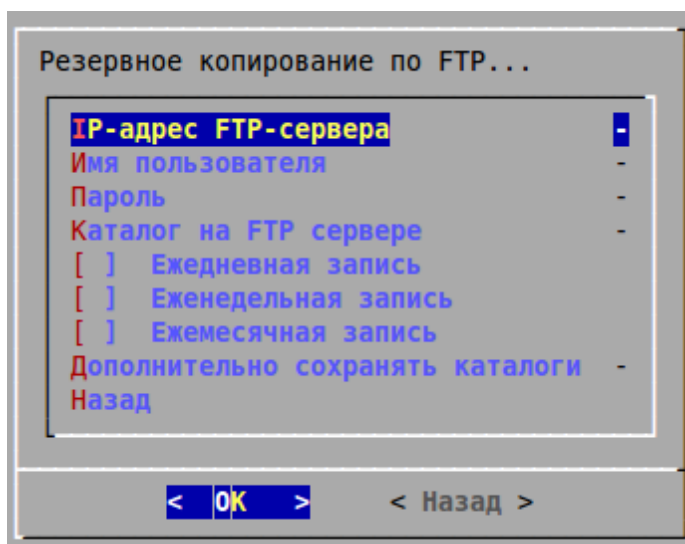 Резервное копирование по FTP...
IP-адрес FTP-сервера -
Имя пользователя -
Пароль -
Каталог на FTP сервере -
[ ] Ежедневная запись
[ ] Еженедельная запись
[ ] Ежемесячная запись
Дополнительно сохранять каталоги -
Назад
< OK > < Назад >